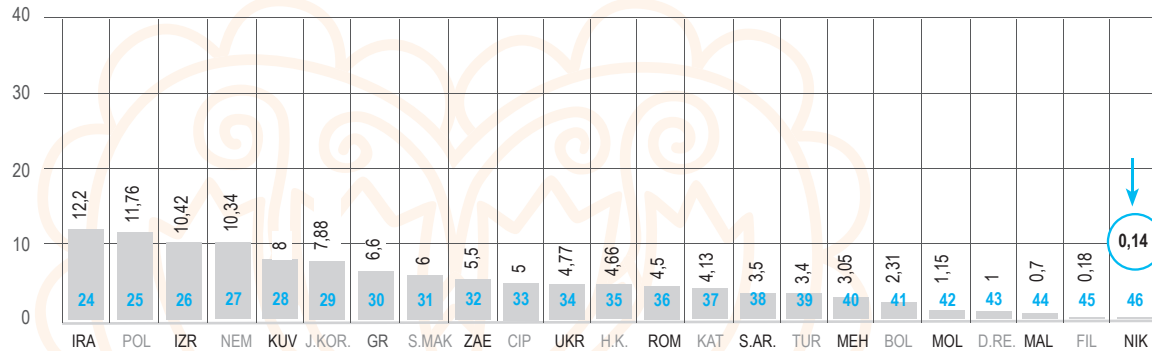 40
30
20
10
0
12,2 11,76 10,42 10,34 8 7,88 6,6 6 5,5 5 4,77 4,66 4,5 4,13 3,5 3,4 3,05 2,31 1,15 1 0,7 0,18 0,14
24 25 26 27 28 29 30 31 32 33 34 35 36 37 38 39 40 41 42 43 44 45 46
IRA POL IZR NEM KUV J.KOR. GR S.MAK ZAE CIP UKR H.K. ROM KAT S.AR. TUR MEH BOL MOL D.RE. MAL FIL NIK